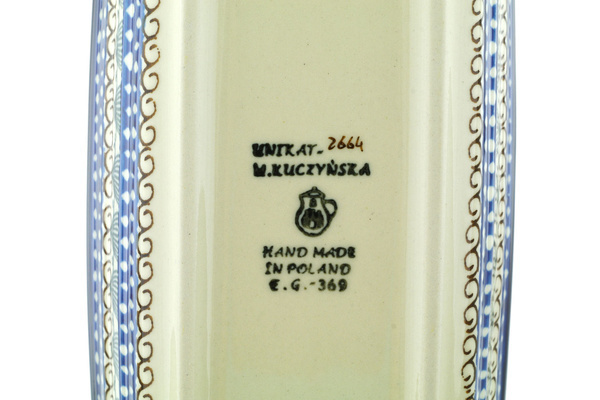 UNIKAT-2664
W.KUCZYŃSKA
HAND MADE
IN POLAND
C.G.-369